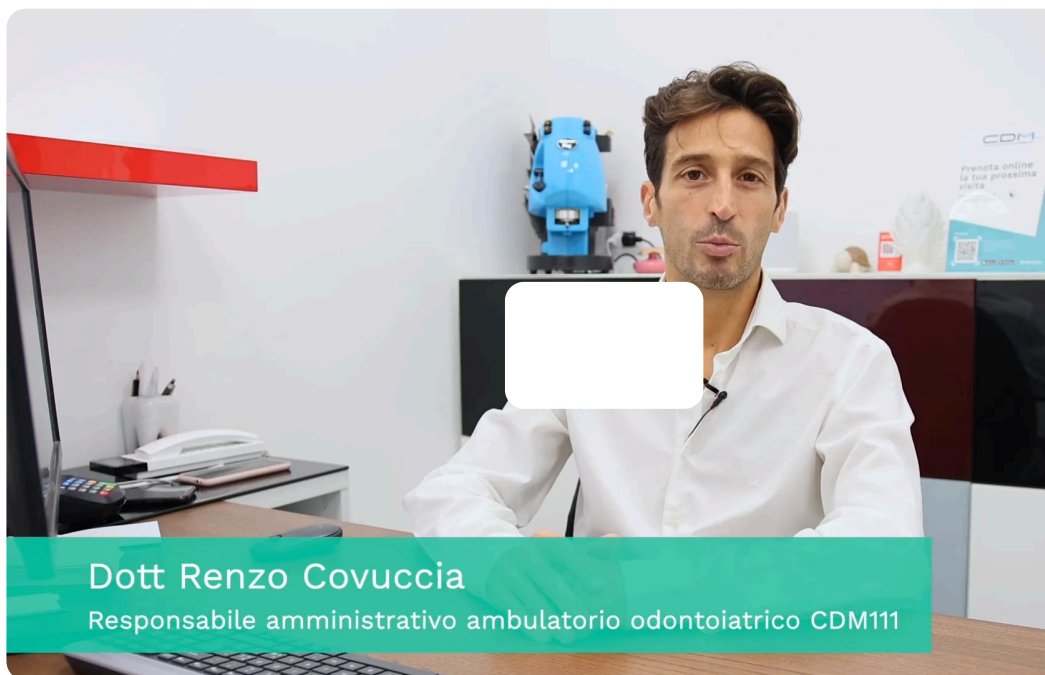 CDM
Prenota online
la tua prossima
visita
Dott Renzo Covuccia
Responsabile amministrativo ambulatorio odontoiatrico CDM111